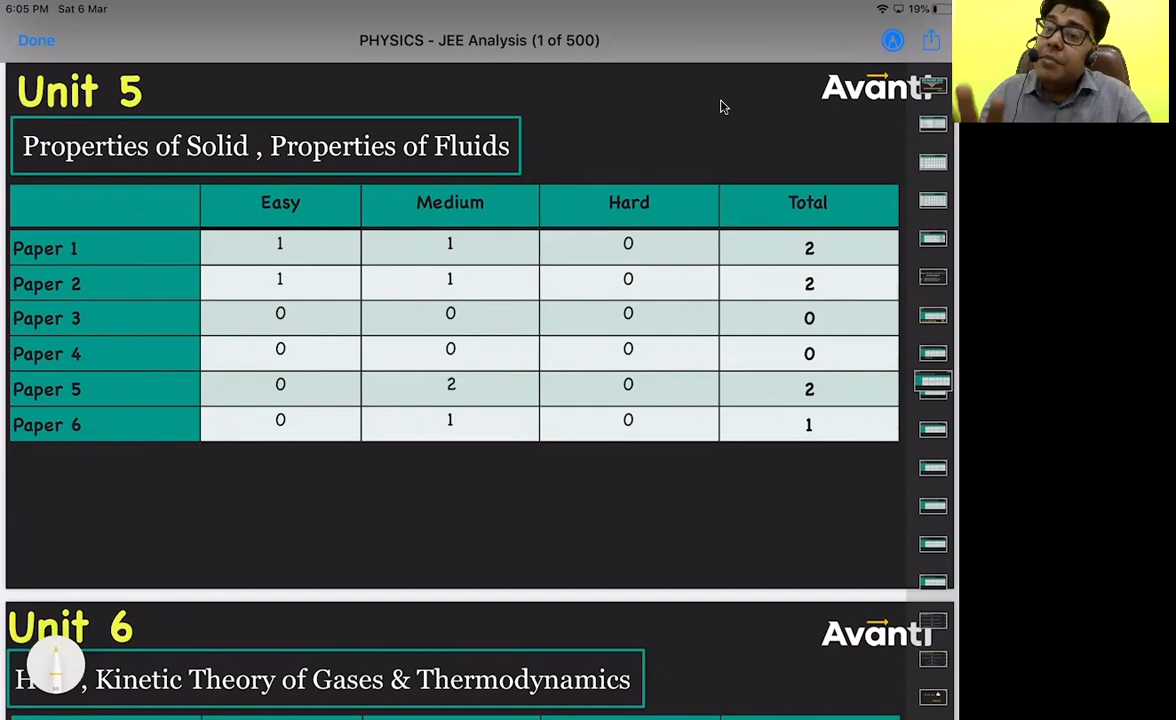 6:05 PM Sat 6 Mar
19%
Done
PHYSICS - JEE Analysis (1 of 500)
Unit 5
Avanti
Properties of Solid , Properties of Fluids
Easy Medium Hard Total
Paper 1 1 1 0 2
Paper 2 1 1 0 2
Paper 3 0 0 0 0
Paper 4 0 0 0 0
Paper 5 0 2 0 2
Paper 6 0 1 0 1
Unit 6
Avanti
, Kinetic Theory of Gases & Thermodynamics